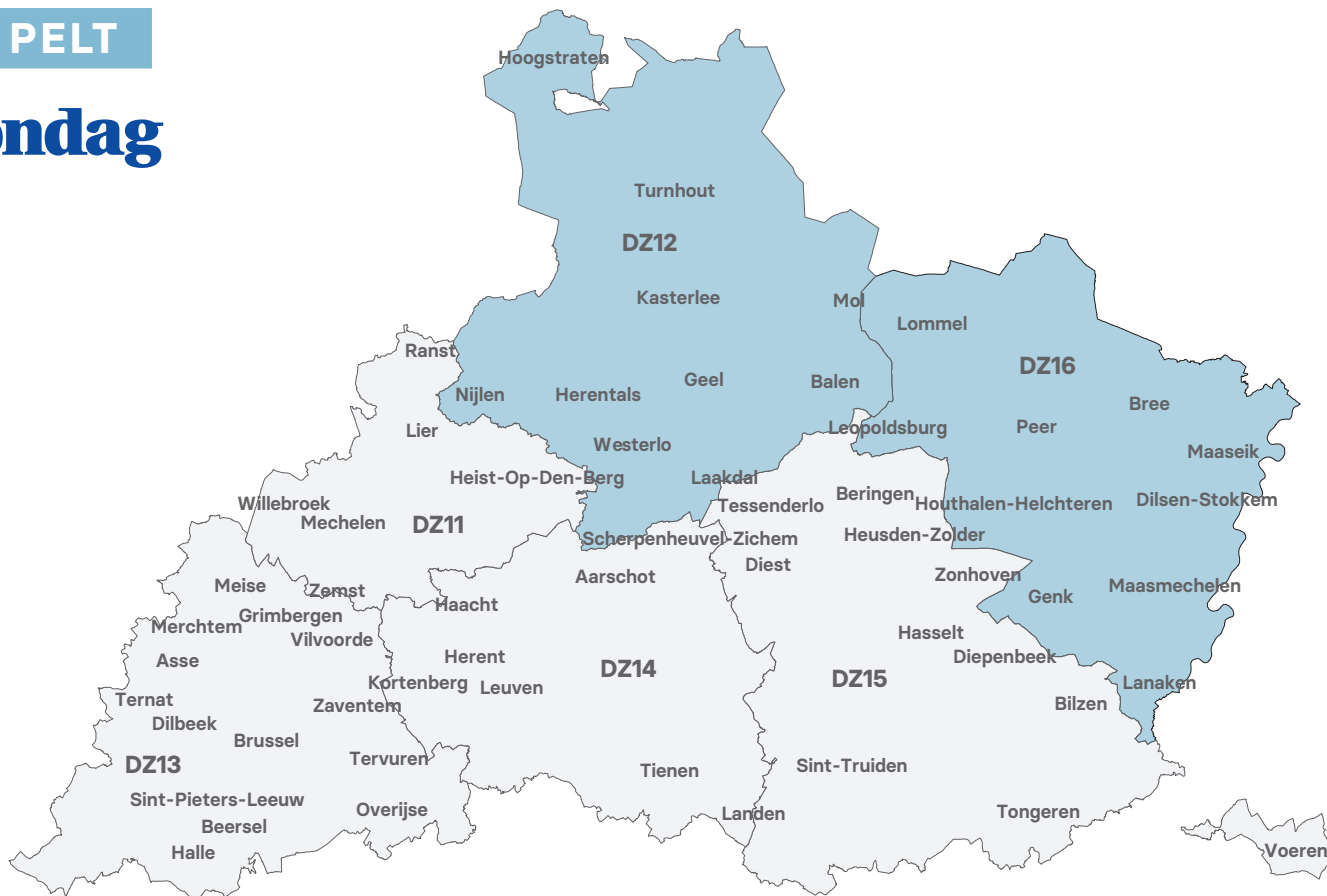 PELT
ondag
Hoogstraten
Turnhout
DZ12
Kasterlee
Mol
Lommel
Ranst
DZ16
Geel
Balen
Nijlen
Herentals
Bree
Lier
Westerlo
Leopoldsburg
Peer
Maaseik
Heist-Op-Den-Berg
Laakdal
Willebroek
Tessenderlo
Beringen
Houthalen-Helchteren
Dilsen-Stokkem
Mechelen
DZ11
Scherpenheuvel-Zichem
Heusden-Zolder
Diest
Aarschot
Zonhoven
Meise
Zemst
Genk
Maasmechelen
Haacht
Grimbergen
Merchtem
Vilvoorde
Hasselt
Asse
Herent
Diepenbeek
DZ14
DZ15
Kortenberg
Leuven
Lanaken
Ternat
Zaventem
Bilzen
Dilbeek
Brussel
DZ13
Tervuren
Tienen
Sint-Truiden
Sint-Pieters-Leeuw
Overijse
Landen
Tongeren
Beersel
Halle
Voeren